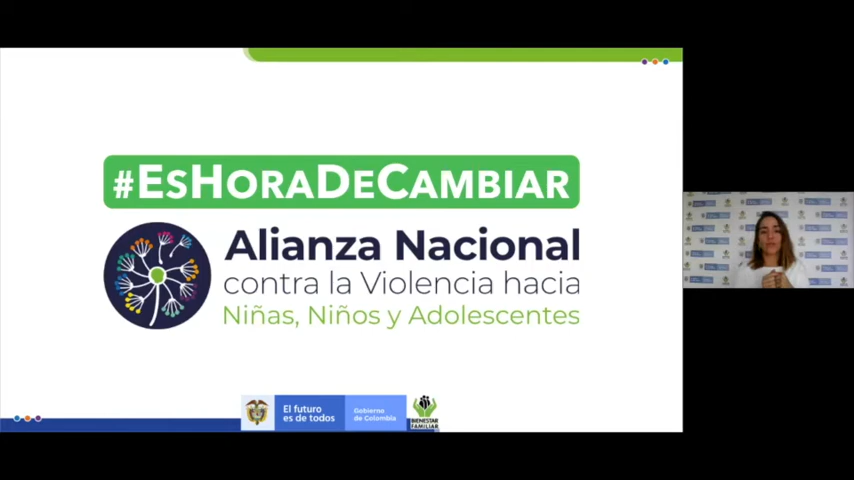 #ESHORADECAMBIAR
Alianza Nacional
contra la Violencia hacia
Niñas, Niños y Adolescentes
El futuro
es de todos
Gobierno
de Colombia
BIENESTAR
FAMILIAR